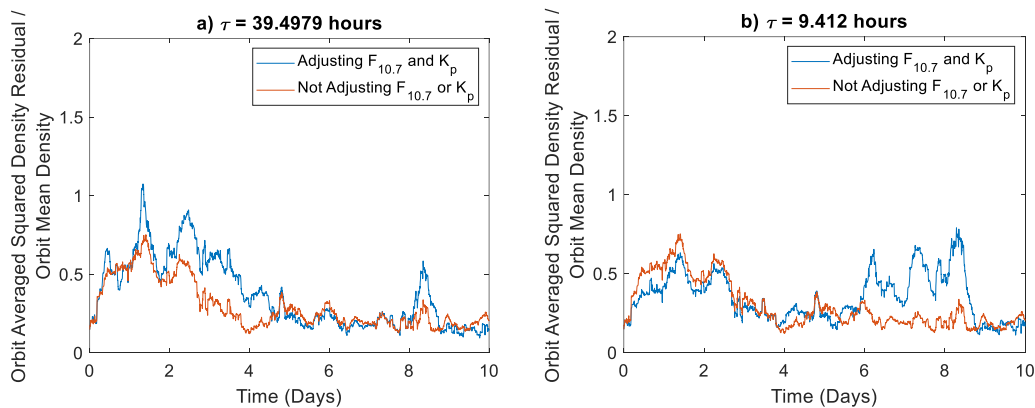 a) τ = 39.4979 hours
Orbit Averaged Squared Density Residual /
Orbit Mean Density
2
1.5
1
0.5
0
Adjusting F10.7 and Kp
Not Adjusting F10.7 or Kp
0 2 4 6 8 10
Time (Days)
b) τ = 9.412 hours
Orbit Averaged Squared Density Residual /
Orbit Mean Density
2
1.5
1
0.5
0
Adjusting F10.7 and Kp
Not Adjusting F10.7 or Kp
0 2 4 6 8 10
Time (Days)